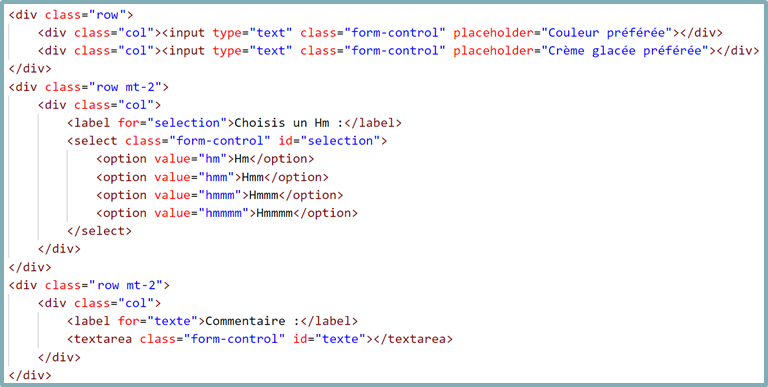 <div class="row">
    <div class="col"><input type="text" class="form-control" placeholder="Couleur préférée"></div>
    <div class="col"><input type="text" class="form-control" placeholder="Crème glacée préférée"></div>
</div>
<div class="row mt-2">
    <div class="col">
        <label for="selection">Choisis un Hm :</label>
        <select class="form-control" id="selection">
            <option value="hm">Hm</option>
            <option value="hmm">Hmm</option>
            <option value="hmmm">Hmmm</option>
            <option value="hmmmm">Hmmmm</option>
        </select>
    </div>
</div>
<div class="row mt-2">
    <div class="col">
        <label for="texte">Commentaire :</label>
        <textarea class="form-control" id="texte"></textarea>
    </div>
</div>